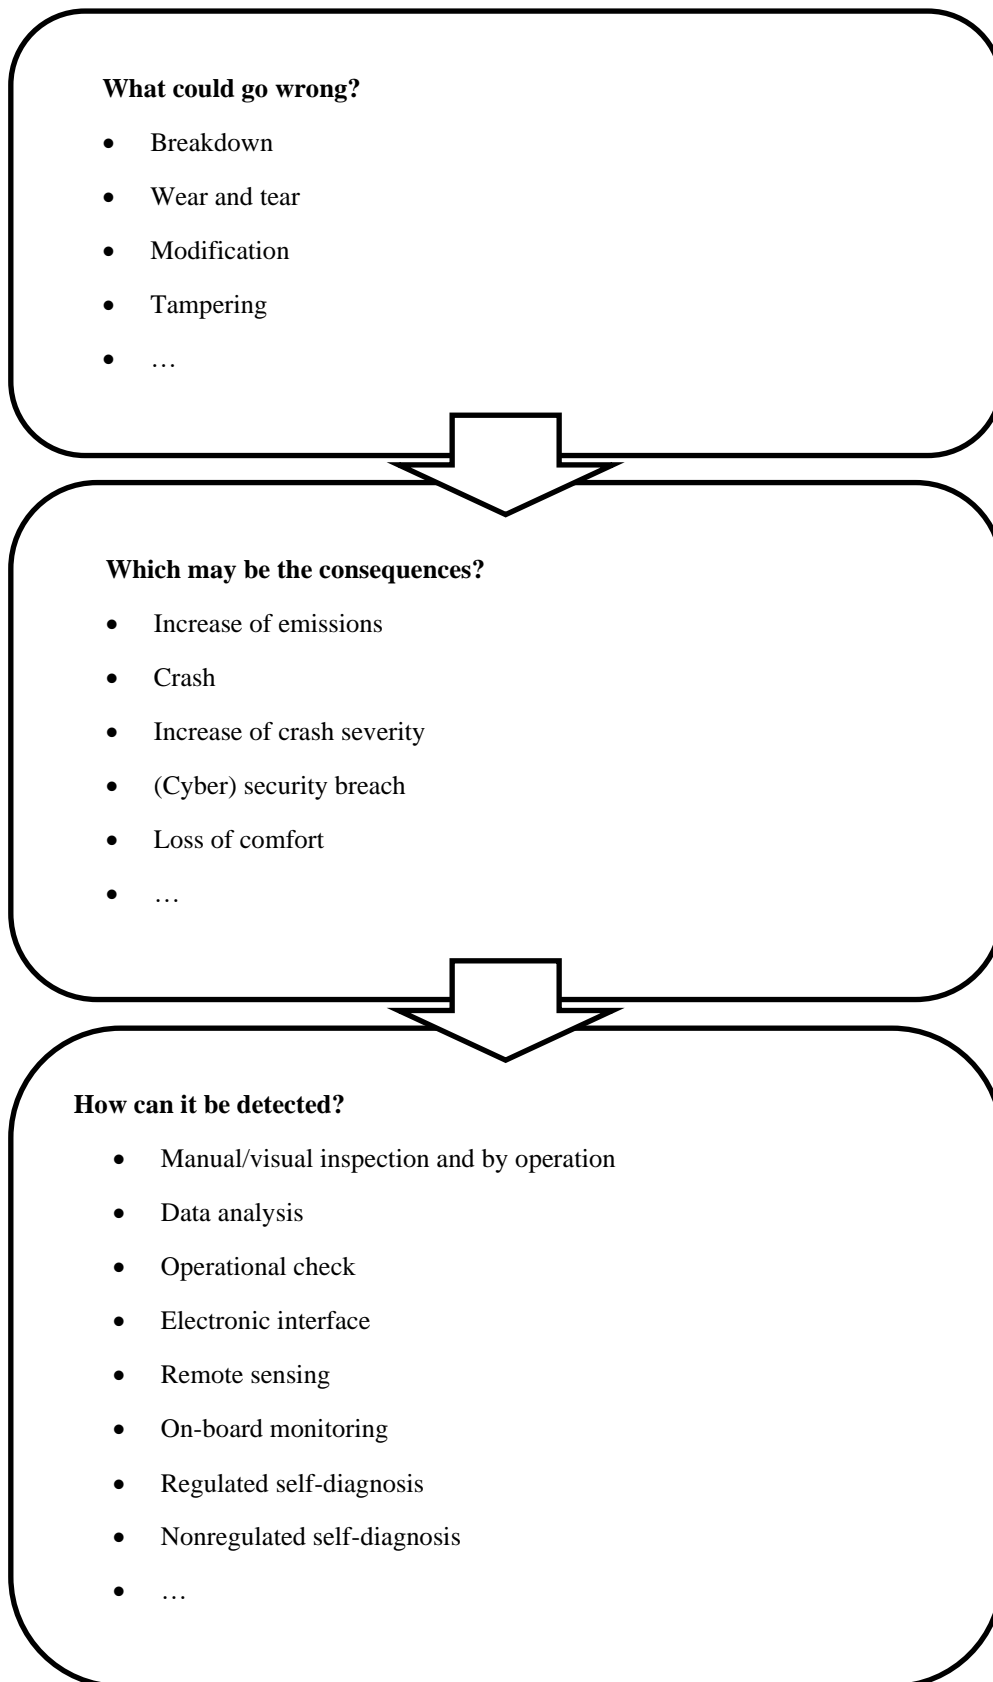 What could go wrong?
• Breakdown
• Wear and tear
• Modification
• Tampering
• …
Which may be the consequences?
• Increase of emissions
• Crash
• Increase of crash severity
• (Cyber) security breach
• Loss of comfort
• …
How can it be detected?
• Manual/visual inspection and by operation
• Data analysis
• Operational check
• Electronic interface
• Remote sensing
• On-board monitoring
• Regulated self-diagnosis
• Nonregulated self-diagnosis
• …